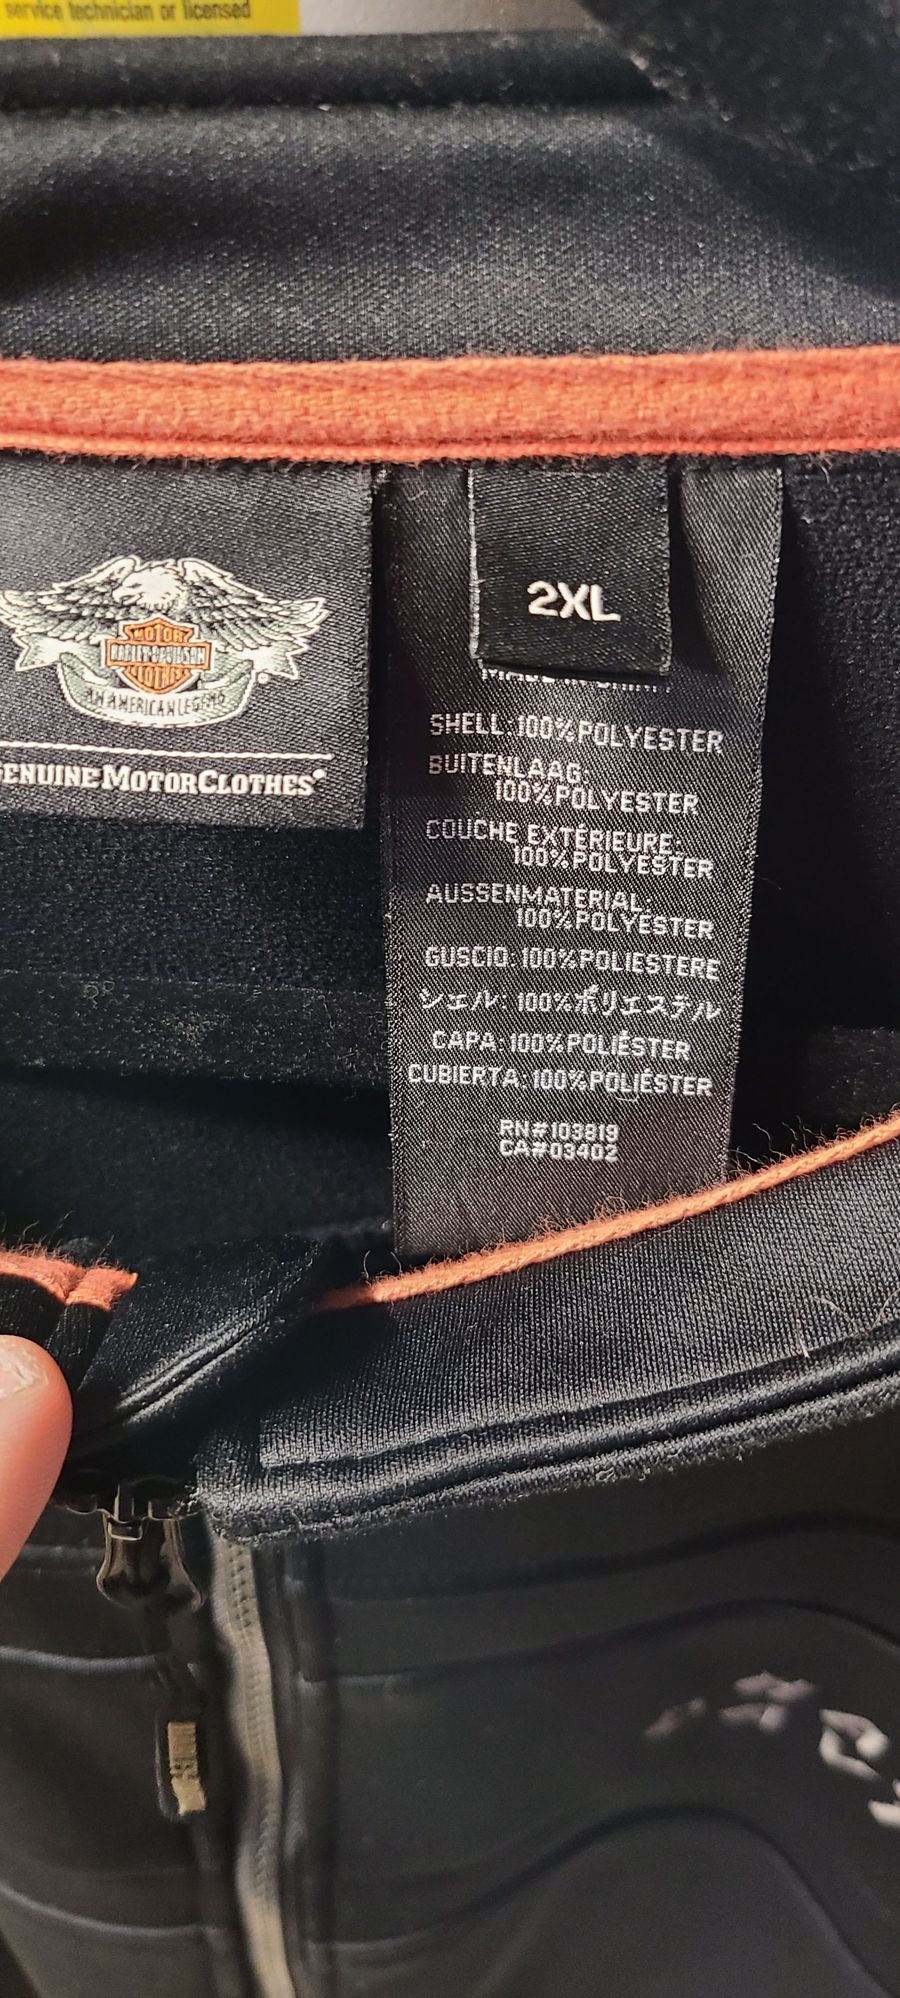 service technician or licensed
MOTOR
HARLEY-DAVIDSON
CLOTHES
AN AMERICAN LEGEND
GENUINE MOTORCLOTHES®
2XL
SHELL: 100% POLYESTER
BUITENLAAG:
100% POLYESTER
COUCHE EXTÉRIEURE:
100% POLYESTER
AUSSENMATERIAL:
100% POLYESTER
GUSCIO: 100% POLIESTERE
シェル: 100%ポリエステル
CAPA: 100% POLIÉSTER
CUBIERTA: 100% POLIÉSTER
RN#103819
CA#03402